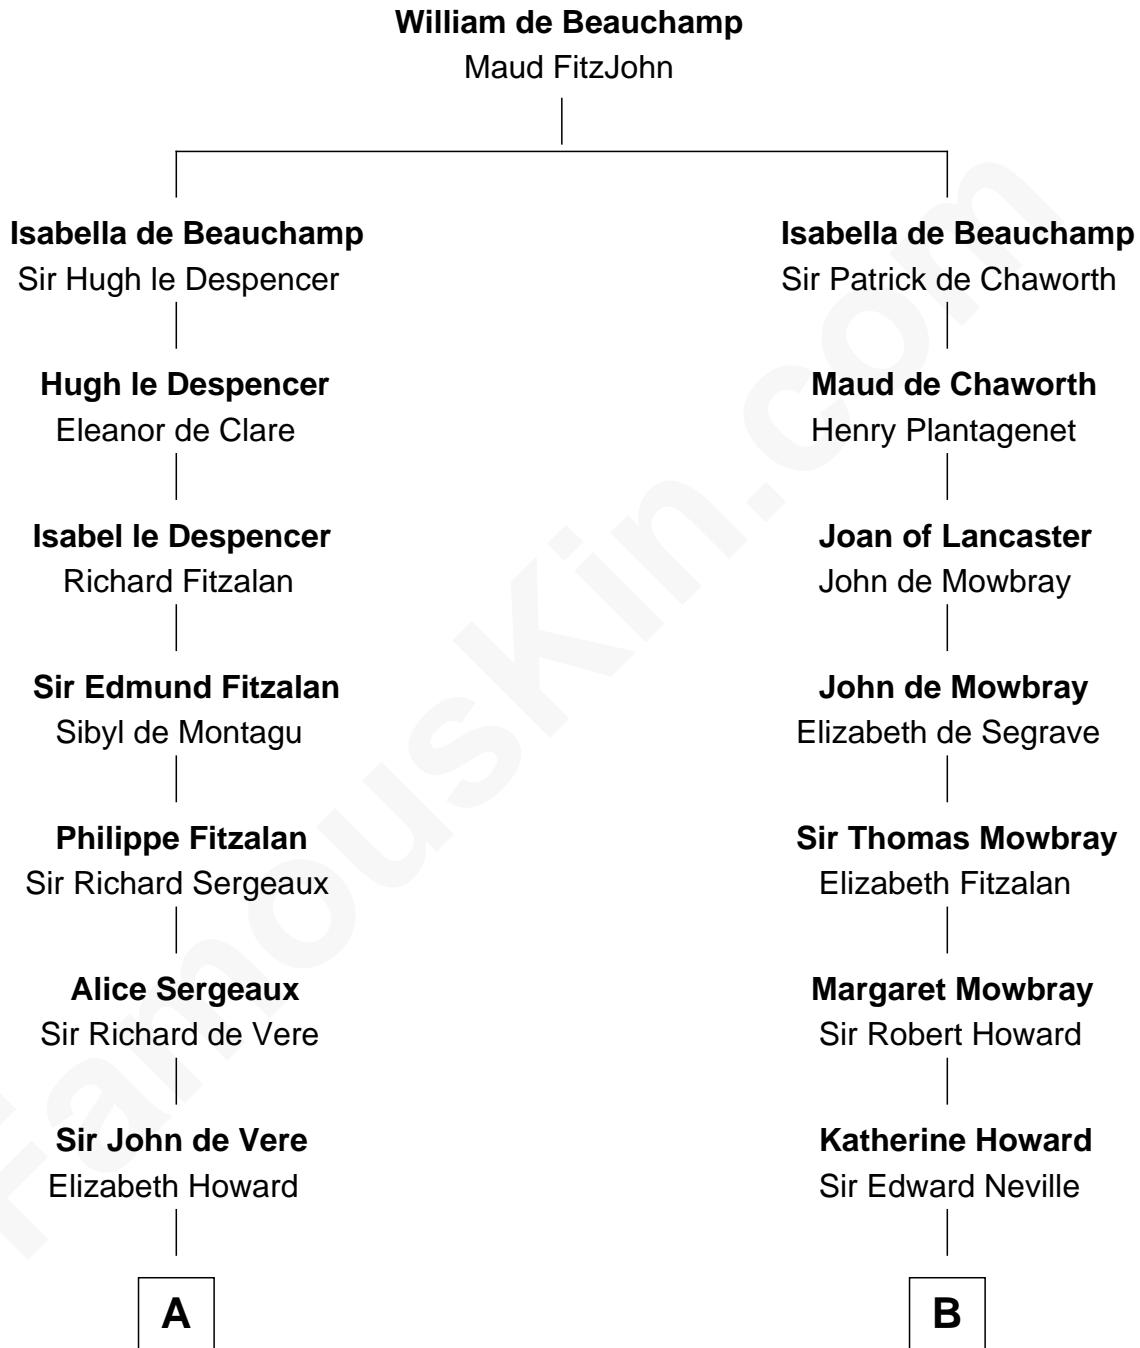 William de Beauchamp
Maud FitzJohn
Isabella de Beauchamp
Sir Hugh le Despencer
Hugh le Despencer
Eleanor de Clare
Isabel le Despencer
Richard Fitzalan
Sir Edmund Fitzalan
Sibyl de Montagu
Philippe Fitzalan
Sir Richard Sergeaux
Alice Sergeaux
Sir Richard de Vere
Sir John de Vere
Elizabeth Howard
A
Isabella de Beauchamp
Sir Patrick de Chaworth
Maud de Chaworth
Henry Plantagenet
Joan of Lancaster
John de Mowbray
John de Mowbray
Elizabeth de Segrave
Sir Thomas Mowbray
Elizabeth Fitzalan
Margaret Mowbray
Sir Robert Howard
Katherine Howard
Sir Edward Neville
B
FamousKin.com